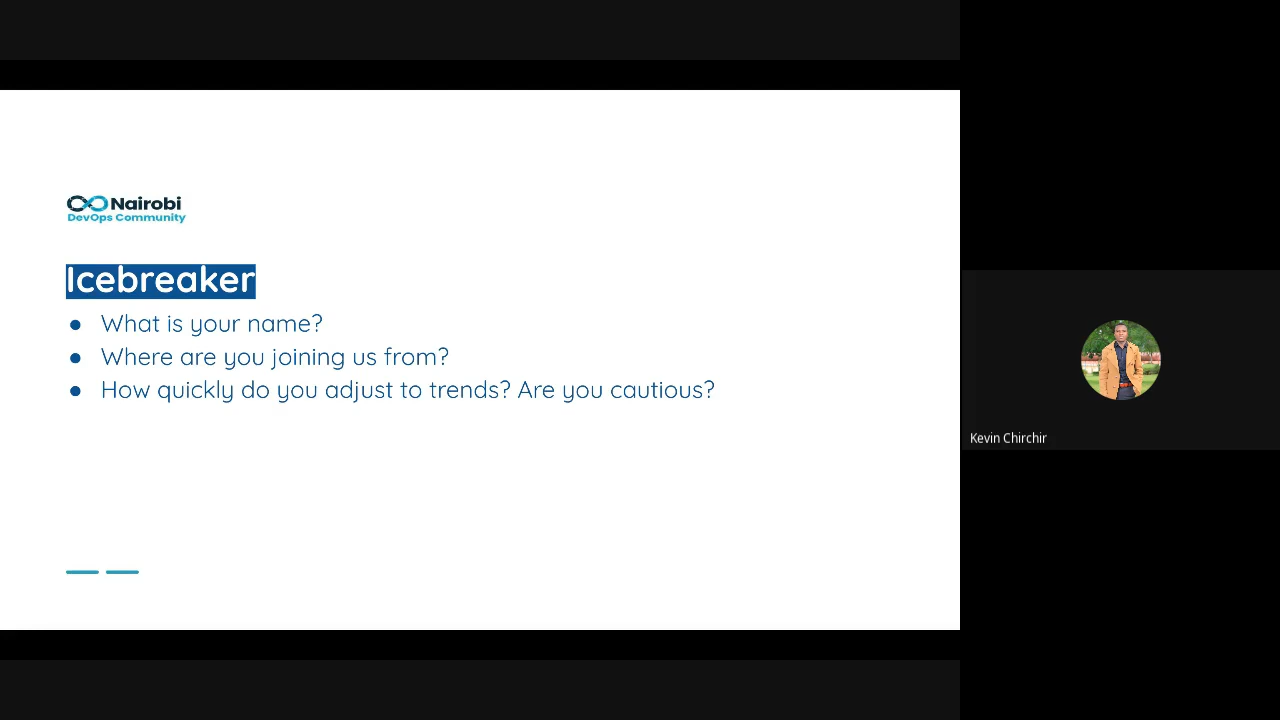 Nairobi
DevOps Community
Icebreaker
● What is your name?
● Where are you joining us from?
● How quickly do you adjust to trends? Are you cautious?
Kevin Chirchir